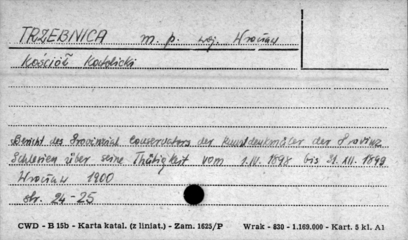 TRZEBNICA m. p. woj. Wrocław
Kościół Katolicki
Bericht des Provinzial Conservators der Kunstdenkmäler der Provinz
Schlesien über seine Thätigkeit vom 1.III. 1898 bis 31.III. 1899
Wrocław 1900
str. 24-25
CWD - B 15b - Karta katal. (z liniat.) - Zam. 1625/P Wrak - 830 - 1.169.000 - Kart. 5 kl. A1